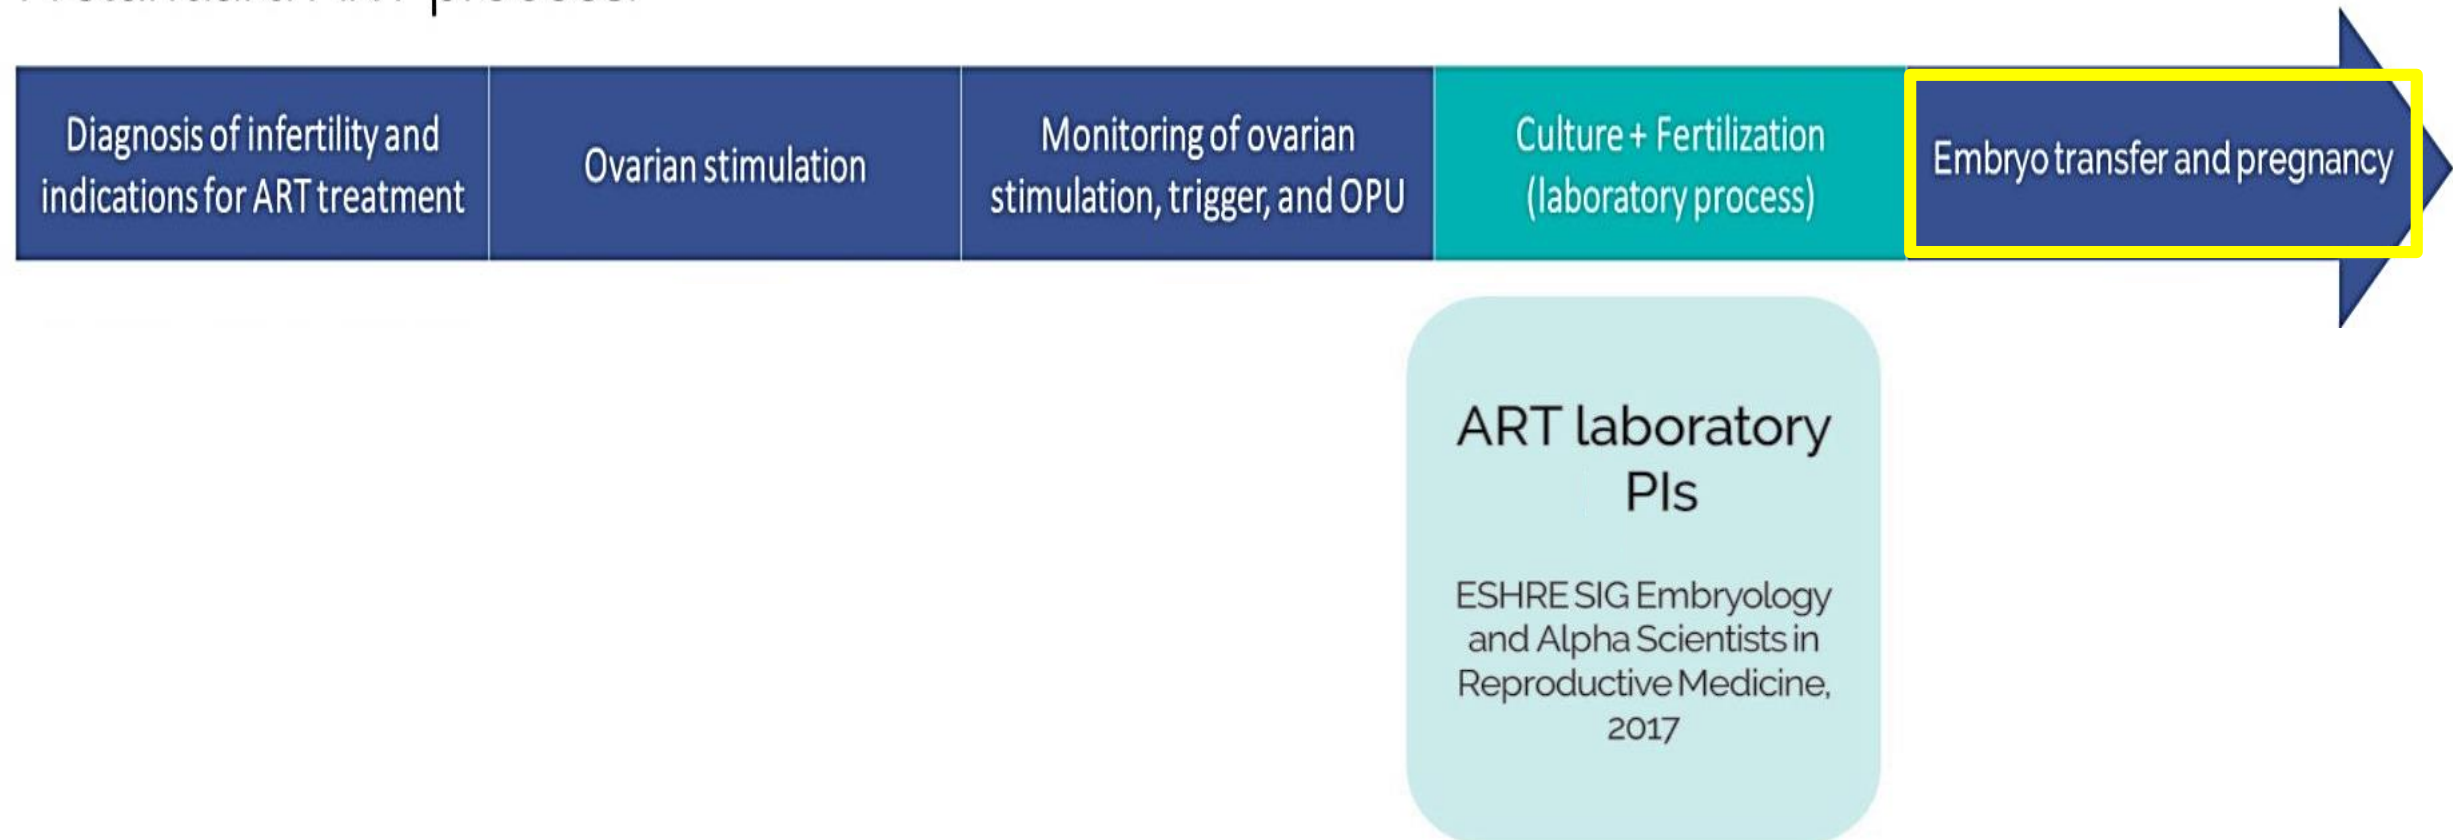 Diagnosis of infertility and
indications for ART treatment
Ovarian stimulation
Monitoring of ovarian
stimulation, trigger, and OPU
Culture + Fertilization
(laboratory process)
Embryo transfer and pregnancy
ART laboratory
PIs
ESHRE SIG Embryology
and Alpha Scientists in
Reproductive Medicine,
2017